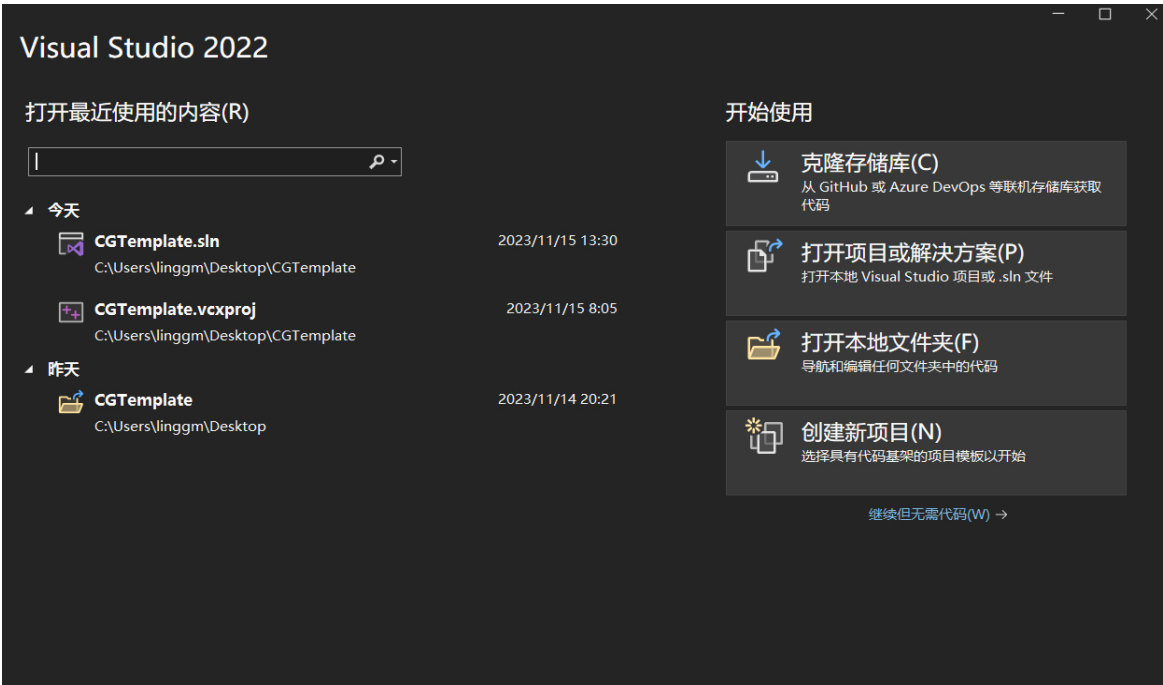 Visual Studio 2022
打开最近使用的内容(R)
今天
CGTemplate.sln 2023/11/15 13:30
C:\Users\linggm\Desktop\CGTemplate
CGTemplate.vcxproj 2023/11/15 8:05
C:\Users\linggm\Desktop\CGTemplate
昨天
CGTemplate 2023/11/14 20:21
C:\Users\linggm\Desktop
开始使用
克隆存储库(C)
从 GitHub 或 Azure DevOps 等联机存储库获取
代码
打开项目或解决方案(P)
打开本地 Visual Studio 项目或 .sln 文件
打开本地文件夹(F)
导航和编辑任何文件夹中的代码
创建新项目(N)
选择具有代码基架的项目模板以开始
继续但无需代码(W) →